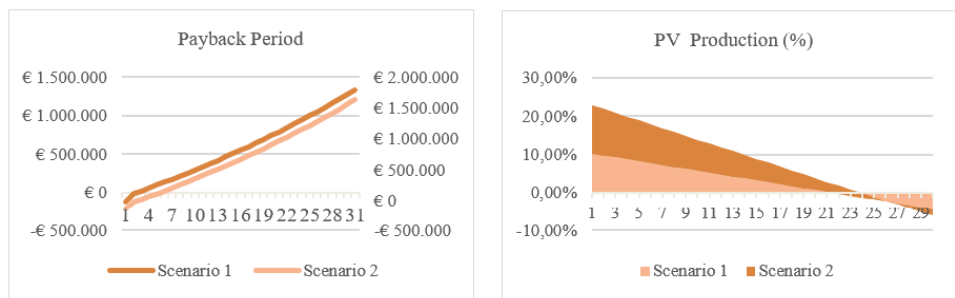 Payback Period
€ 1.500.000
€ 1.000.000
€ 500.000
€ 0
-€ 500.000
€ 2.000.000
€ 1.500.000
€ 1.000.000
€ 500.000
€ 0
-€ 500.000
1 4 7 10 13 16 19 22 25 28 31
Scenario 1 Scenario 2
PV Production (%)
30,00%
20,00%
10,00%
0,00%
-10,00%
1 3 5 7 9 11 13 15 17 19 21 23 25 27 29
Scenario 1 Scenario 2